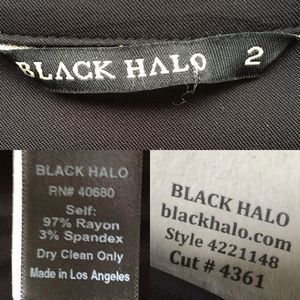 BLACK HALO 2
BLACK HALO
RN# 40680
Self:
97% Rayon
3% Spandex
Dry Clean Only
Made in Los Angeles
BLACK HALO
blackhalo.com
Style 4221148
Cut # 4361